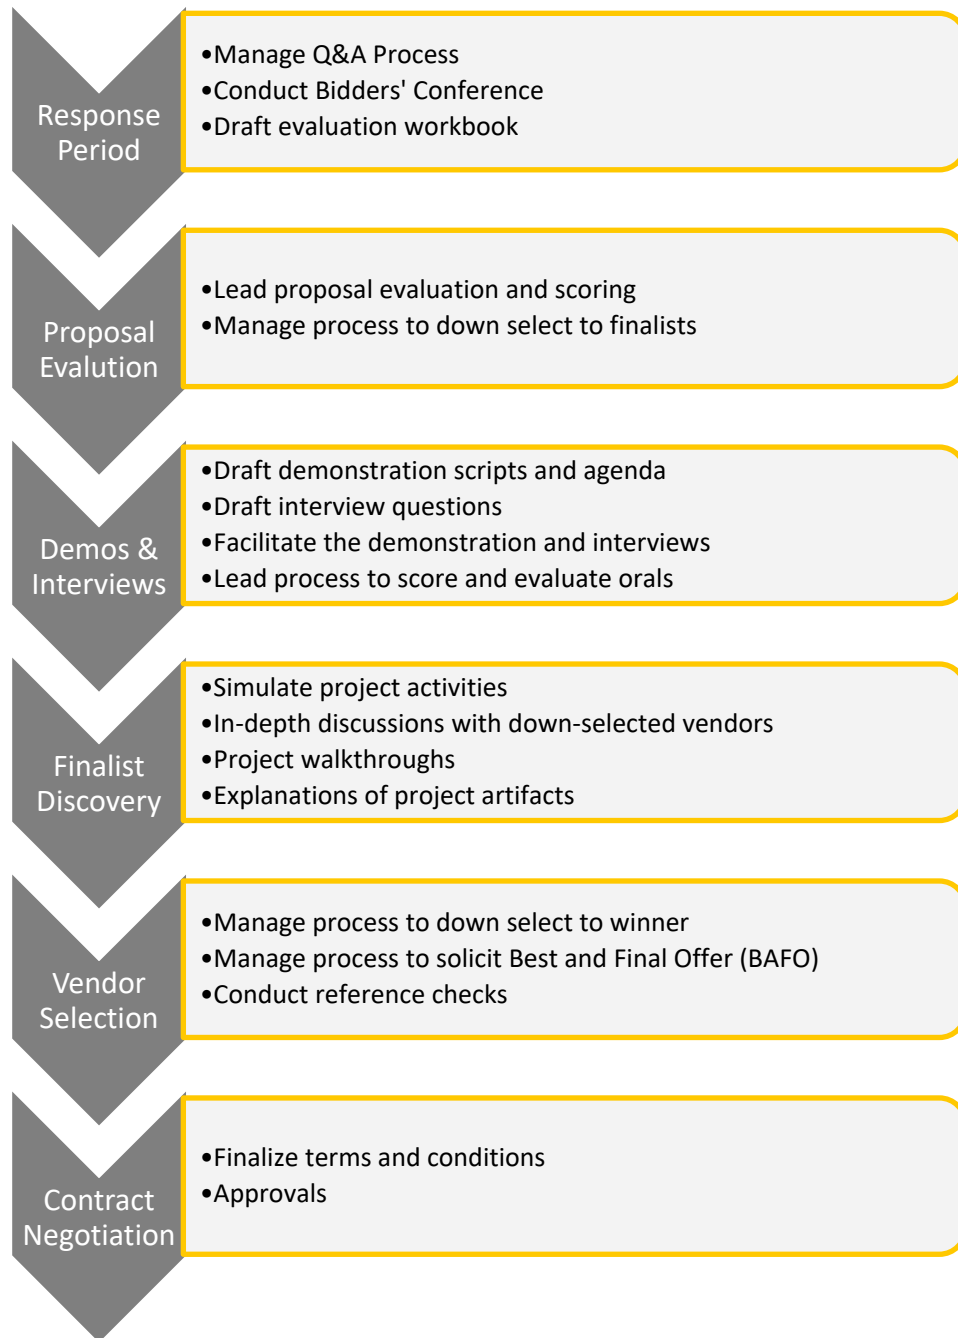 Response
Period
•Manage Q&A Process
•Conduct Bidders' Conference
•Draft evaluation workbook
Proposal
Evalution
•Lead proposal evaluation and scoring
•Manage process to down select to finalists
Demos &
Interviews
•Draft demonstration scripts and agenda
•Draft interview questions
•Facilitate the demonstration and interviews
•Lead process to score and evaluate orals
Finalist
Discovery
•Simulate project activities
•In-depth discussions with down-selected vendors
•Project walkthroughs
•Explanations of project artifacts
Vendor
Selection
•Manage process to down select to winner
•Manage process to solicit Best and Final Offer (BAFO)
•Conduct reference checks
Contract
Negotiation
•Finalize terms and conditions
•Approvals